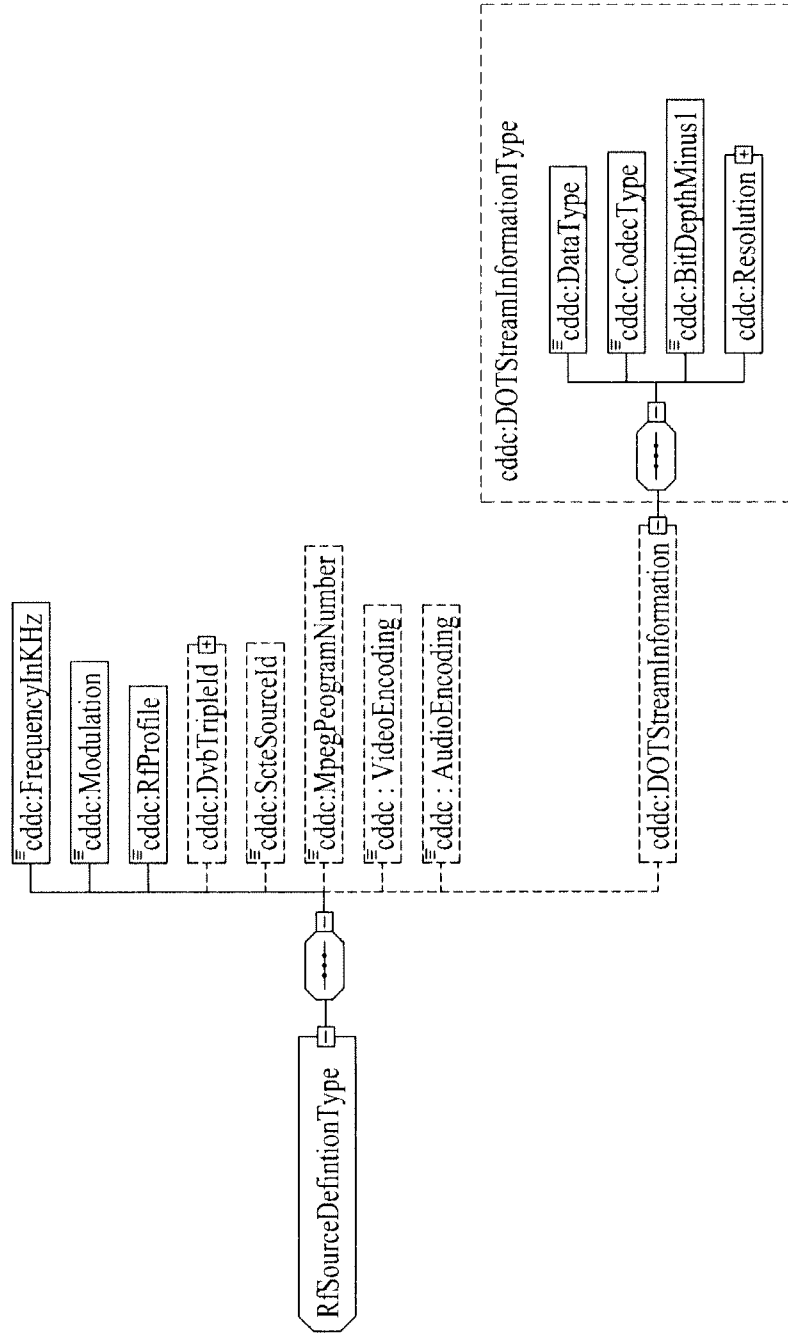 RfSourceDefintionType
cddc:FrequencyInKHz
cddc:Modulation
cddc:RfProfile
cddc:DvbTripleId
cddc:ScteSourceId
cddc:MpegPeogramNumber
cddc : VideoEncoding
cddc : AudioEncoding
cddc:DOTStreamInformation
cddc:DOTStreamInformationType
cddc:DataType
cddc:CodecType
cddc:BitDepthMinus1
cddc:Resolution